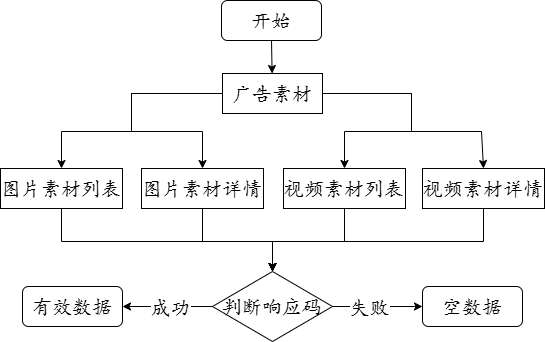 开始
广告素材
图片素材列表
图片素材详情
视频素材列表
视频素材详情
有效数据
成功
判断响应码
失败
空数据